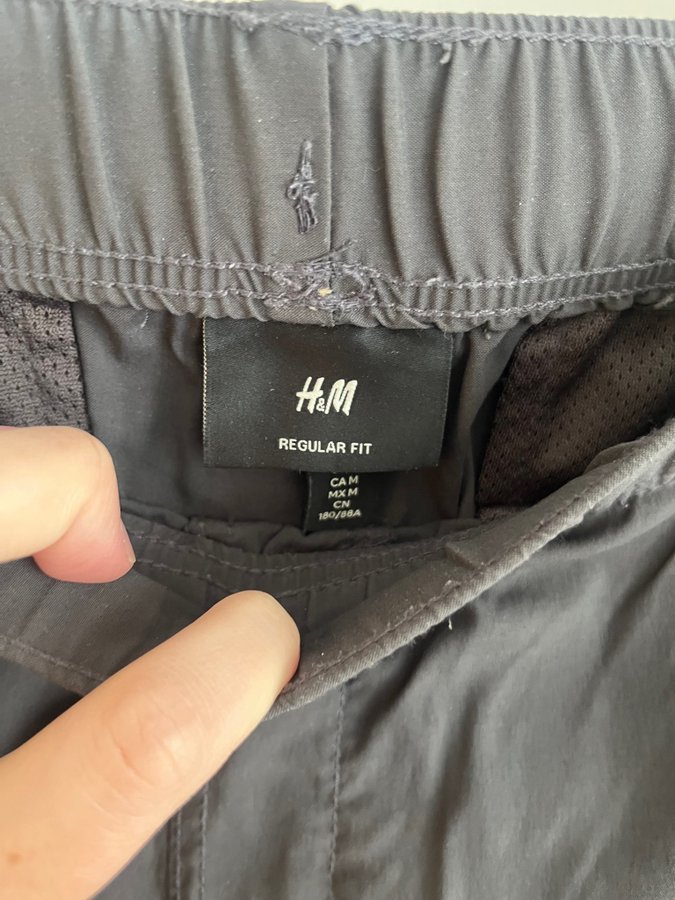 H&M
REGULAR FIT
CA M
MX M
CN
180/88A